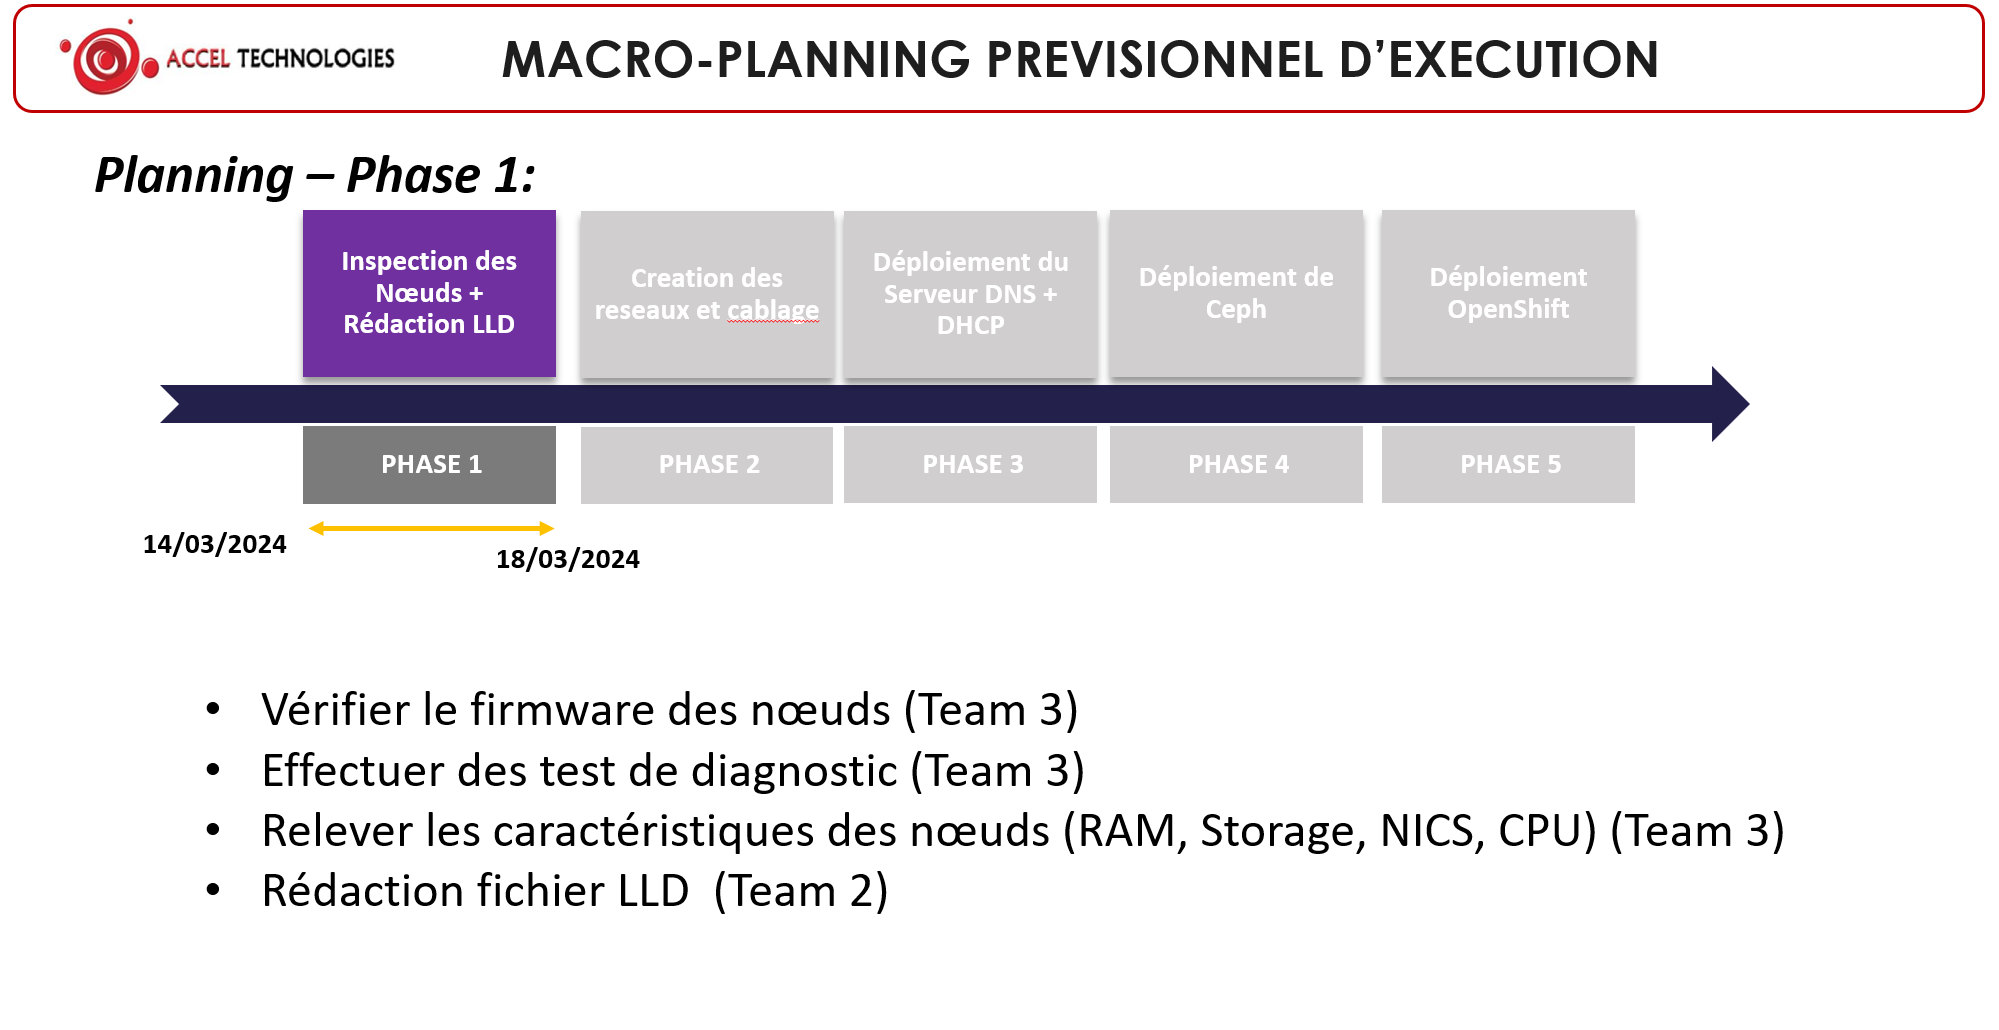 ACCEL TECHNOLOGIES
MACRO-PLANNING PREVISIONNEL D’EXECUTION
Planning – Phase 1:
Inspection des
Nœuds +
Rédaction LLD
Creation des
reseaux et cablage
Déploiement du
Serveur DNS +
DHCP
Déploiement de
Ceph
Déploiement
OpenShift
PHASE 1
PHASE 2
PHASE 3
PHASE 4
PHASE 5
14/03/2024
18/03/2024
• Vérifier le firmware des nœuds (Team 3)
• Effectuer des test de diagnostic (Team 3)
• Relever les caractéristiques des nœuds (RAM, Storage, NICS, CPU) (Team 3)
• Rédaction fichier LLD  (Team 2)